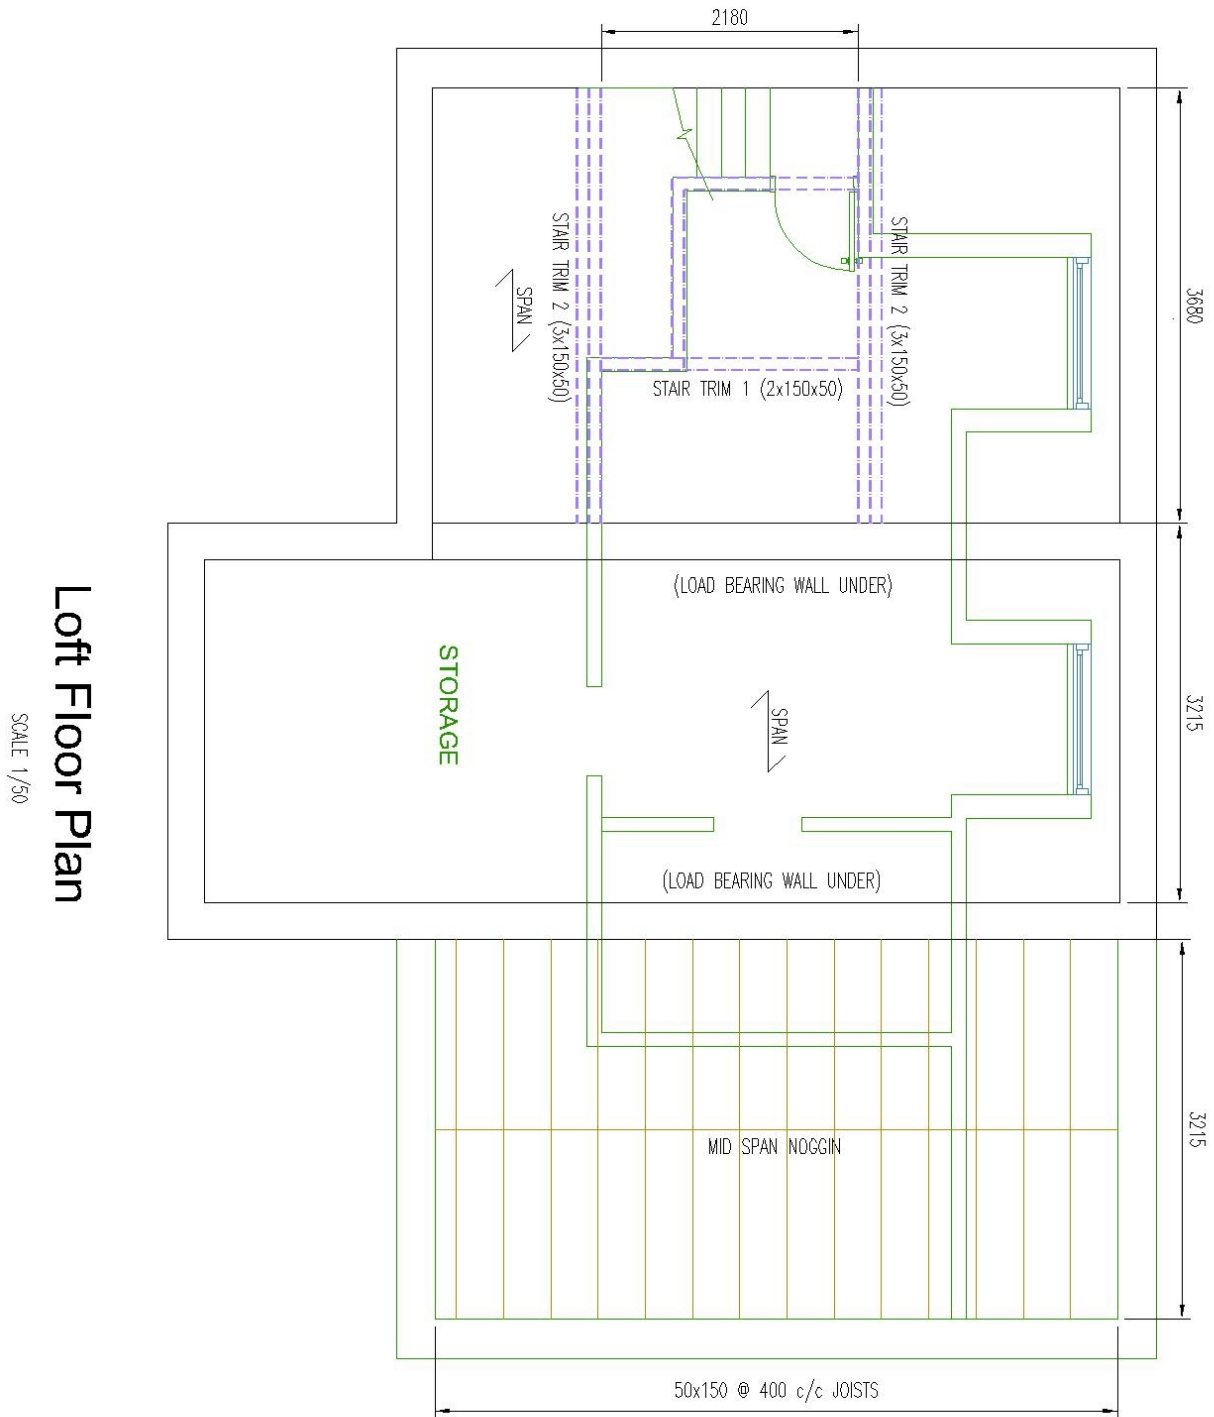 2180
3680
STAIR TRIM 2 (3x150x50)
STAIR TRIM 2 (3x150x50)
SPAN
STAIR TRIM 1 (2x150x50)
(LOAD BEARING WALL UNDER)
STORAGE
SPAN
3215
(LOAD BEARING WALL UNDER)
Loft Floor Plan
SCALE 1/50
MID SPAN NOGGIN
3215
50x150 @ 400 c/c JOISTS